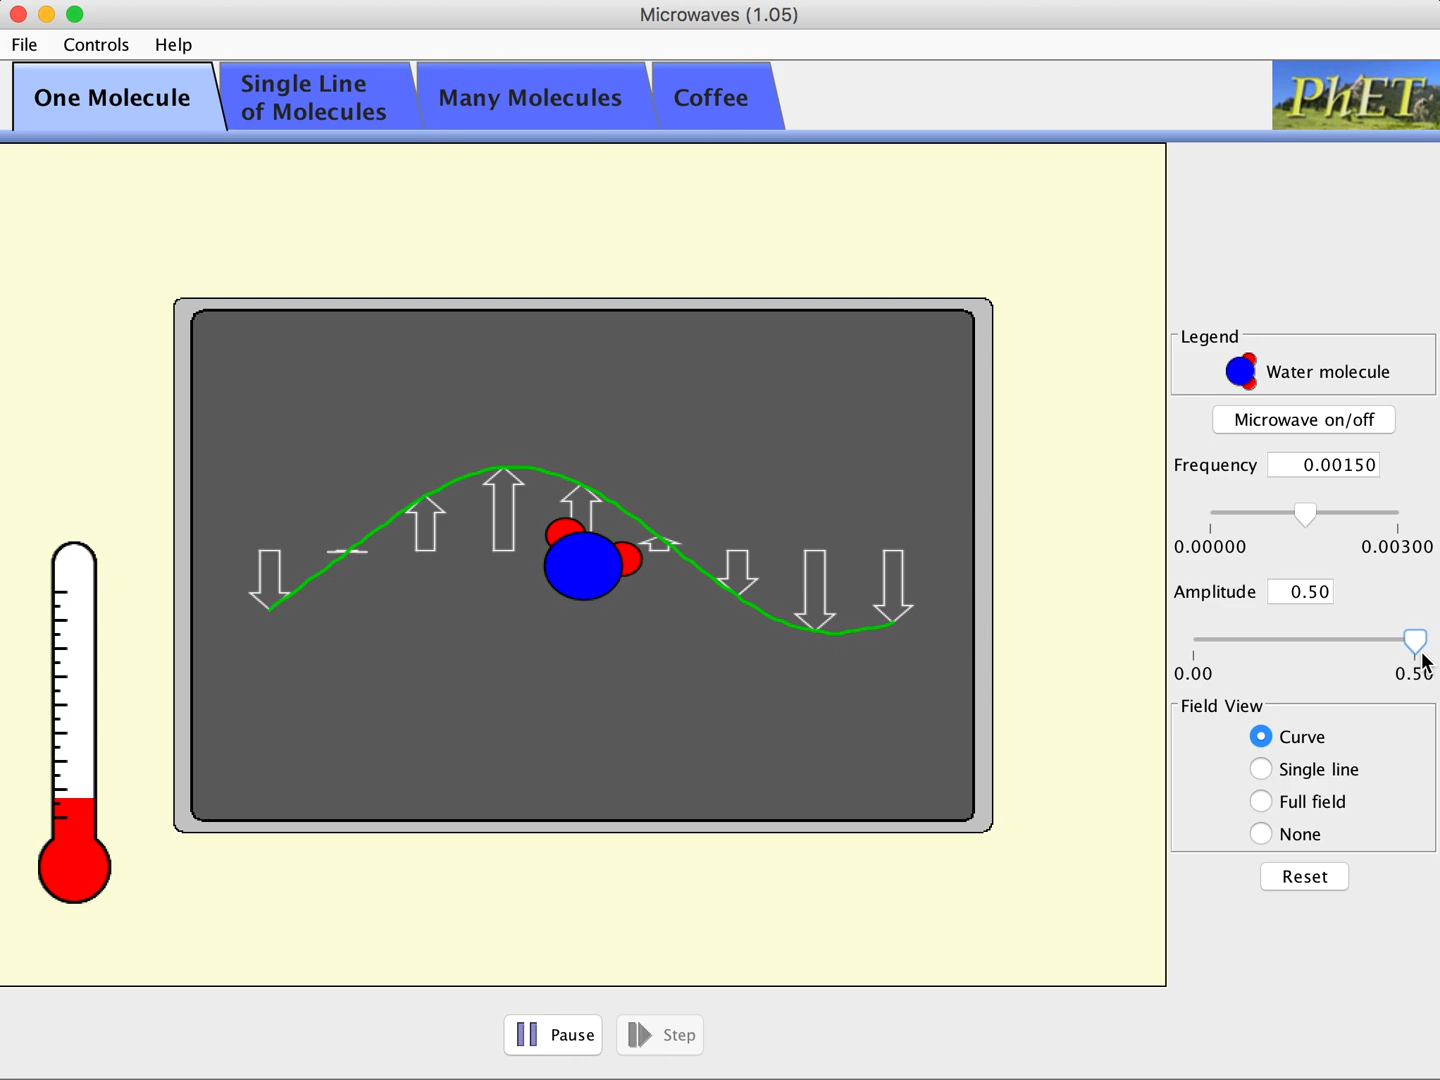 Microwaves (1.05)
File Controls Help
One Molecule
Single Line
of Molecules
Many Molecules
Coffee
PhET
Legend
Water molecule
Microwave on/off
Frequency 0.00150
0.00000 0.00300
Amplitude 0.50
0.00 0.50
Field View
Curve
Single line
Full field
None
Reset
Pause Step